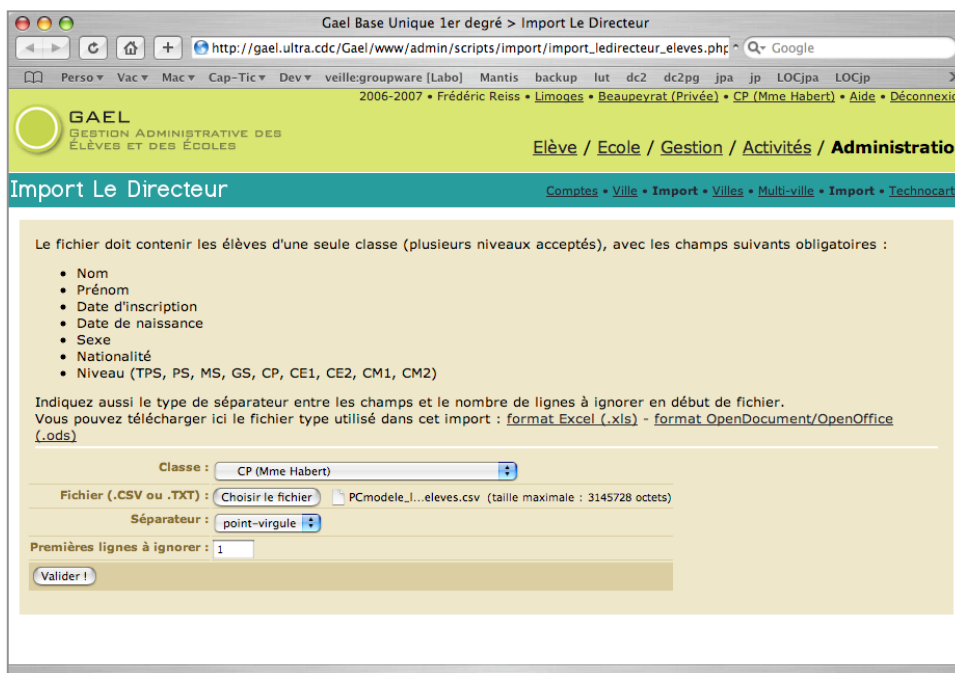 Gael Base Unique 1er degré > Import Le Directeur
http://gael.ultra.cdc/Gael/www/admin/scripts/import/import_ledirecteur_eleves.php Google
Perso Vac Mac Cap-Tic Dev veille:groupware [Labo] Mantis backup lut dc2 dc2pg jpa jp LOCjpa LOCjp
2006-2007 • Frédéric Reiss • Limoges • Beaupeyrat (Privée) • CP (Mme Habert) • Aide • Déconnexio
GAEL
GESTION ADMINISTRATIVE DES
ÉLÈVES ET DES ÉCOLES
Elève / Ecole / Gestion / Activités / Administratio
Import Le Directeur
Comptes • Ville • Import • Villes • Multi-ville • Import • Technocart
Le fichier doit contenir les élèves d'une seule classe (plusieurs niveaux acceptés), avec les champs suivants obligatoires :
• Nom
• Prénom
• Date d'inscription
• Date de naissance
• Sexe
• Nationalité
• Niveau (TPS, PS, MS, GS, CP, CE1, CE2, CM1, CM2)
Indiquez aussi le type de séparateur entre les champs et le nombre de lignes à ignorer en début de fichier.
Vous pouvez télécharger ici le fichier type utilisé dans cet import : format Excel (.xls) - format OpenDocument/OpenOffice
(.ods)
Classe : CP (Mme Habert)
Fichier (.CSV ou .TXT) : Choisir le fichier PCmodele_l...eleves.csv (taille maximale : 3145728 octets)
Séparateur : point-virgule
Premières lignes à ignorer : 1
Valider !